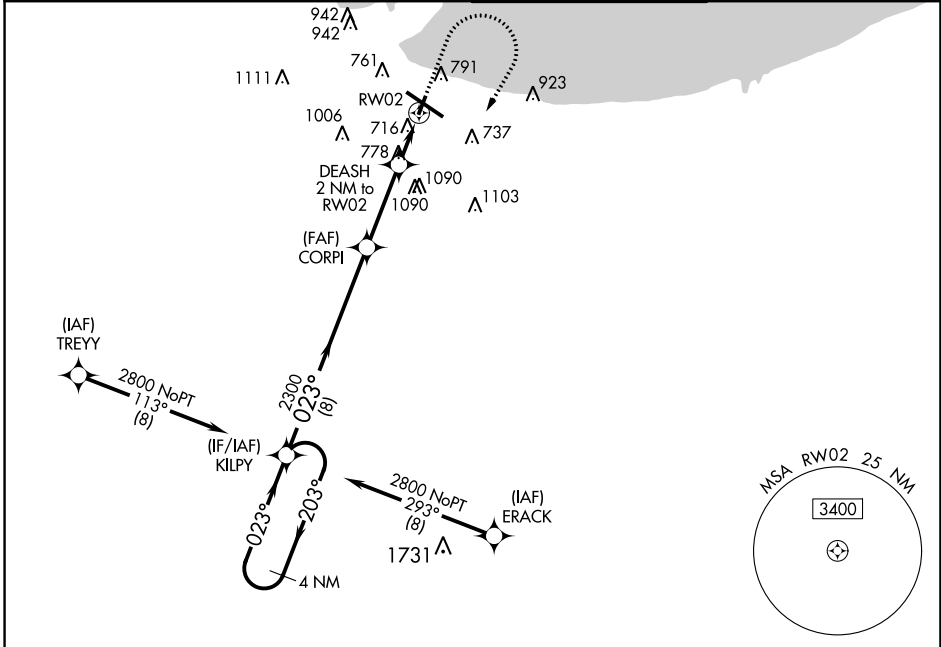 942
942
761
791
1111
923
RW02
1006
716
737
778
DEASH
2 NM to
RW02
1090
1090
1103
(FAF)
CORPI
(IAF)
TREYY
2800 NoPT
113°
(8)
2300
023°
(8)
(IF/IAF)
KILPY
023°
203°
4 NM
2800 NoPT
293°
(8)
(IAF)
ERACK
1731
MSA RW02 25 NM
3400